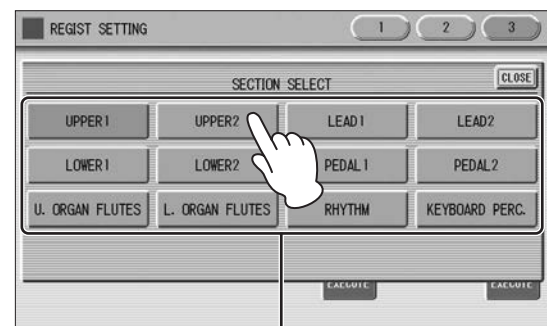 REGIST SETTING 1 2 3
SECTION SELECT CLOSE
UPPER1 UPPER2 LEAD1 LEAD2
LOWER1 LOWER2 PEDAL1 PEDAL2
U. ORGAN FLUTES L. ORGAN FLUTES RHYTHM KEYBOARD PERC.
EXECUTE EXECUTE